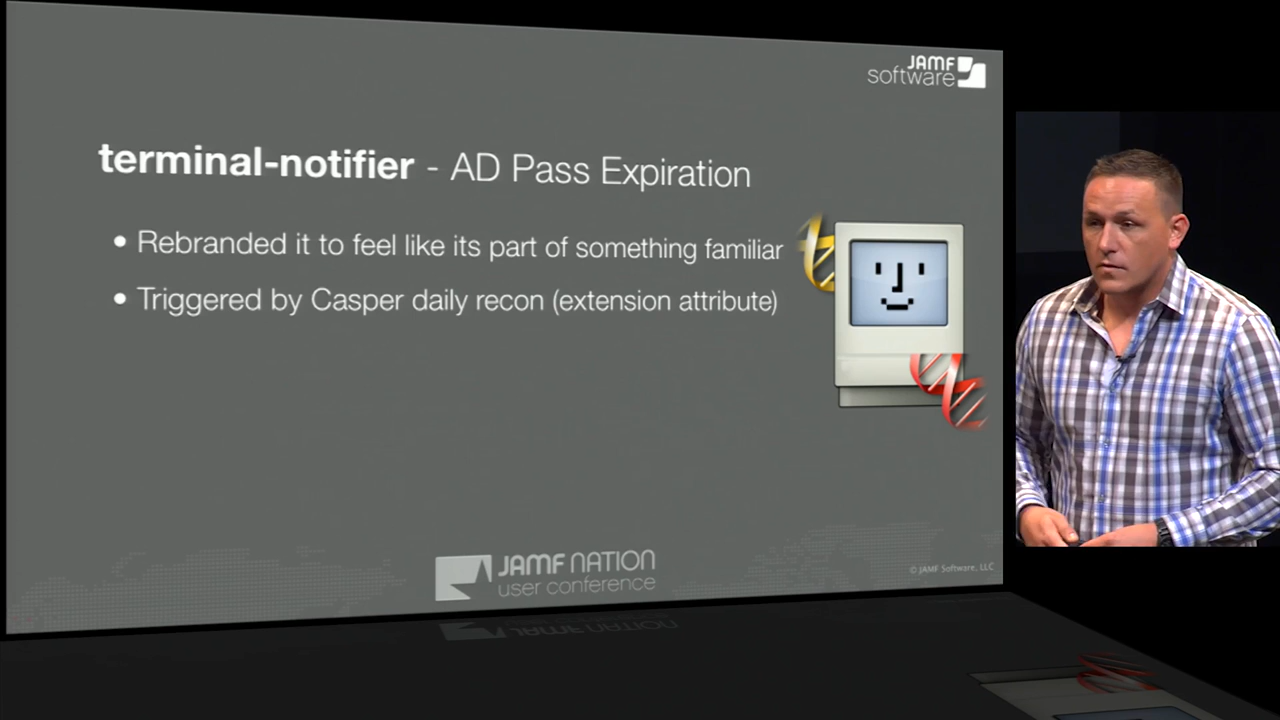 JAMF
software
terminal-notifier - AD Pass Expiration
• Rebranded it to feel like its part of something familiar
• Triggered by Casper daily recon (extension attribute)
JAMF NATION
user conference
© JAMF Software, LLC